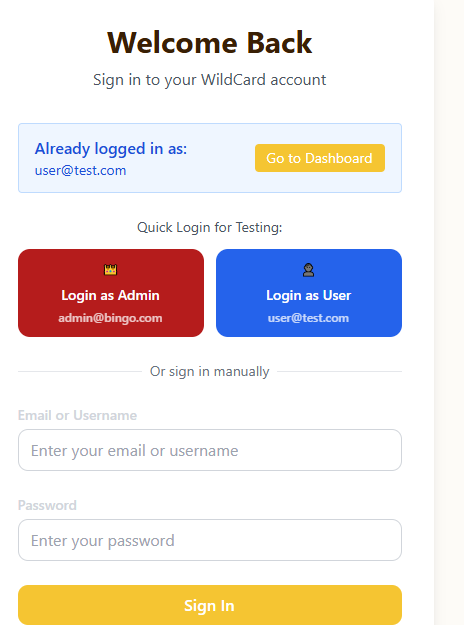 Welcome Back
Sign in to your WildCard account
Already logged in as:
user@test.com
Go to Dashboard
Quick Login for Testing:
Login as Admin
admin@bingo.com
Login as User
user@test.com
Or sign in manually
Email or Username
Enter your email or username
Password
Enter your password
Sign In